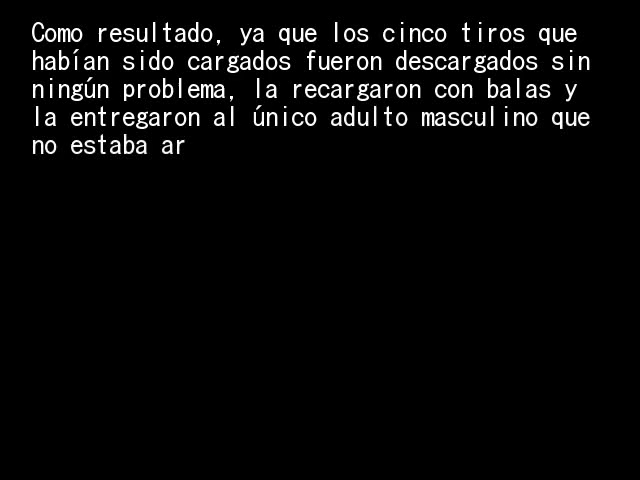 Como resultado, ya que los cinco tiros que
habían sido cargados fueron descargados sin
ningún problema, la recargaron con balas y
la entregaron al único adulto masculino que
no estaba ar